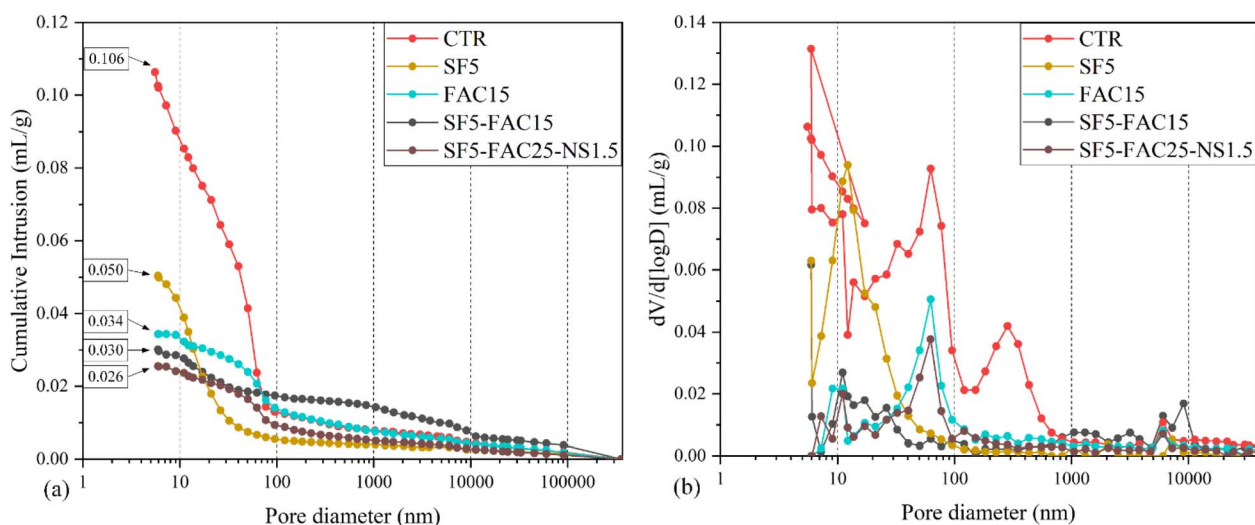 0.12
0.10
0.08
0.06
0.04
0.02
0.00
Cumulative Intrusion (mL/g)
0.106
0.050
0.034
0.030
0.026
CTR
SF5
FAC15
SF5-FAC15
SF5-FAC25-NS1.5
(a)
1
10
100
1000
10000
100000
Pore diameter (nm)
0.14
0.12
0.10
0.08
0.06
0.04
0.02
0.00
dV/d[logD] (mL/g)
CTR
SF5
FAC15
SF5-FAC15
SF5-FAC25-NS1.5
(b)
1
10
100
1000
10000
Pore diameter (nm)